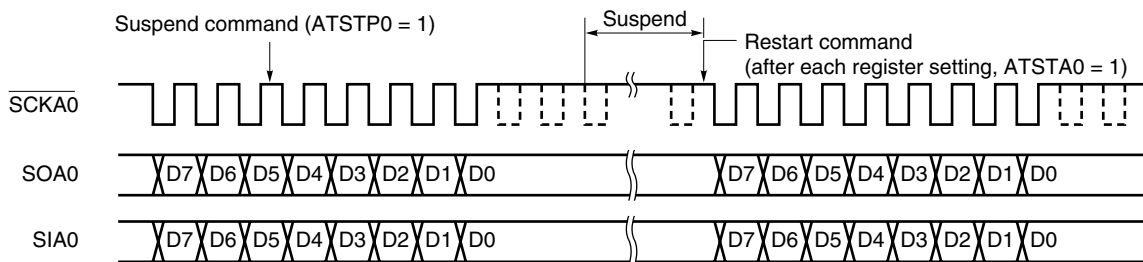 Suspend command (ATSTP0 = 1)
Suspend
Restart command
(after each register setting, ATSTA0 = 1)
SCKA0
SOA0
D7 D6 D5 D4 D3 D2 D1 D0 D7 D6 D5 D4 D3 D2 D1 D0
SIA0
D7 D6 D5 D4 D3 D2 D1 D0 D7 D6 D5 D4 D3 D2 D1 D0